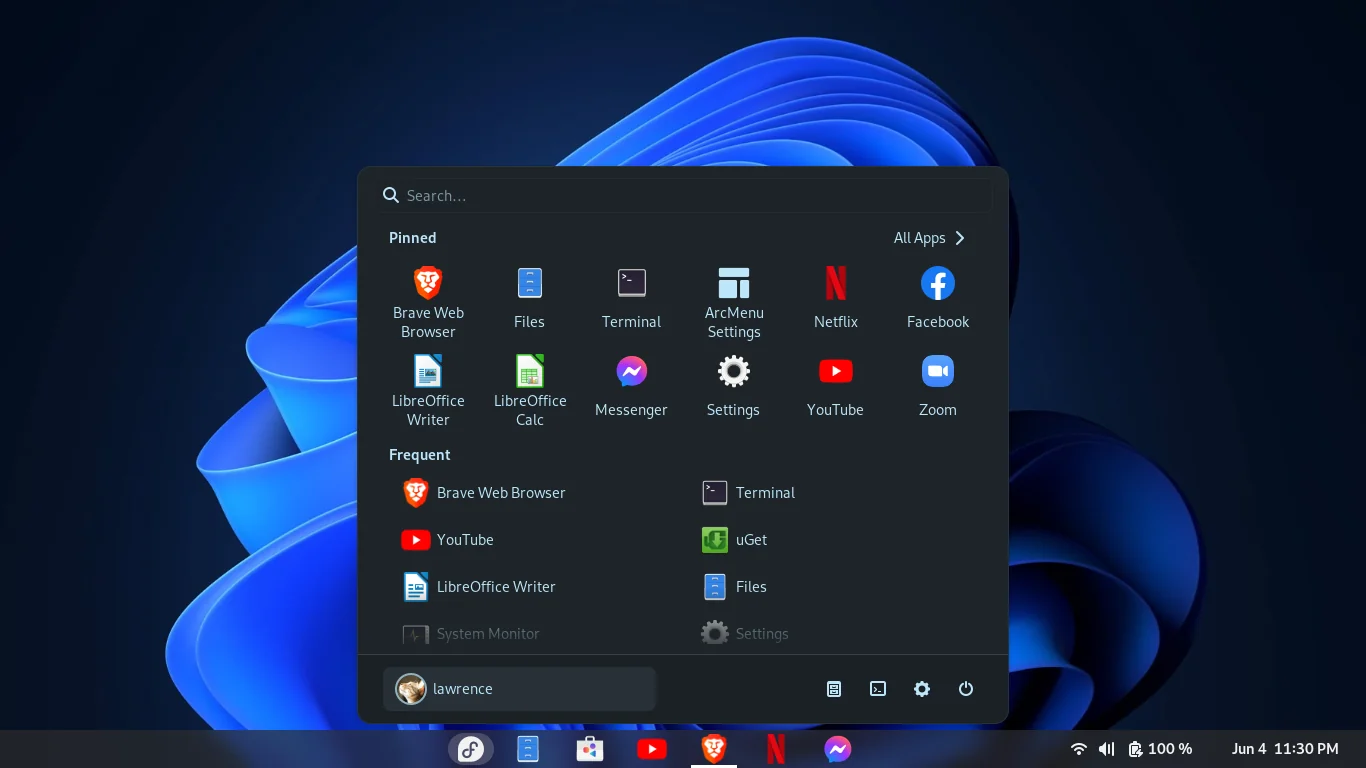 Search...
Pinned
All Apps
Brave Web
Browser
Files
Terminal
ArcMenu
Settings
Netflix
Facebook
LibreOffice
Writer
LibreOffice
Calc
Messenger
Settings
YouTube
Zoom
Frequent
Brave Web Browser
Terminal
YouTube
uGet
LibreOffice Writer
Files
System Monitor
Settings
lawrence
100 %
Jun 4 11:30 PM